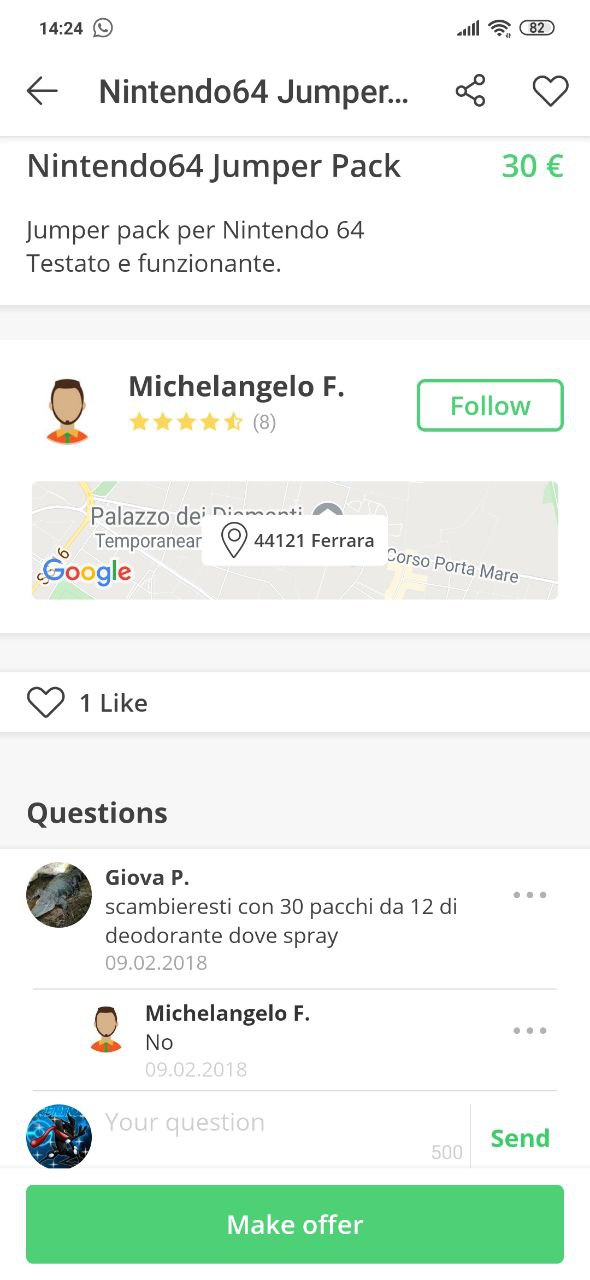 14:24
82
Nintendo64 Jumper...
Nintendo64 Jumper Pack
30 €
Jumper pack per Nintendo 64
Testato e funzionante.
Michelangelo F.
(8)
Follow
Palazzo dei Diamanti
Temporanear
44121 Ferrara
Google
Corso Porta Mare
1 Like
Questions
Giova P.
scambieresti con 30 pacchi da 12 di
deodorante dove spray
09.02.2018
Michelangelo F.
No
09.02.2018
Your question
500
Send
Make offer